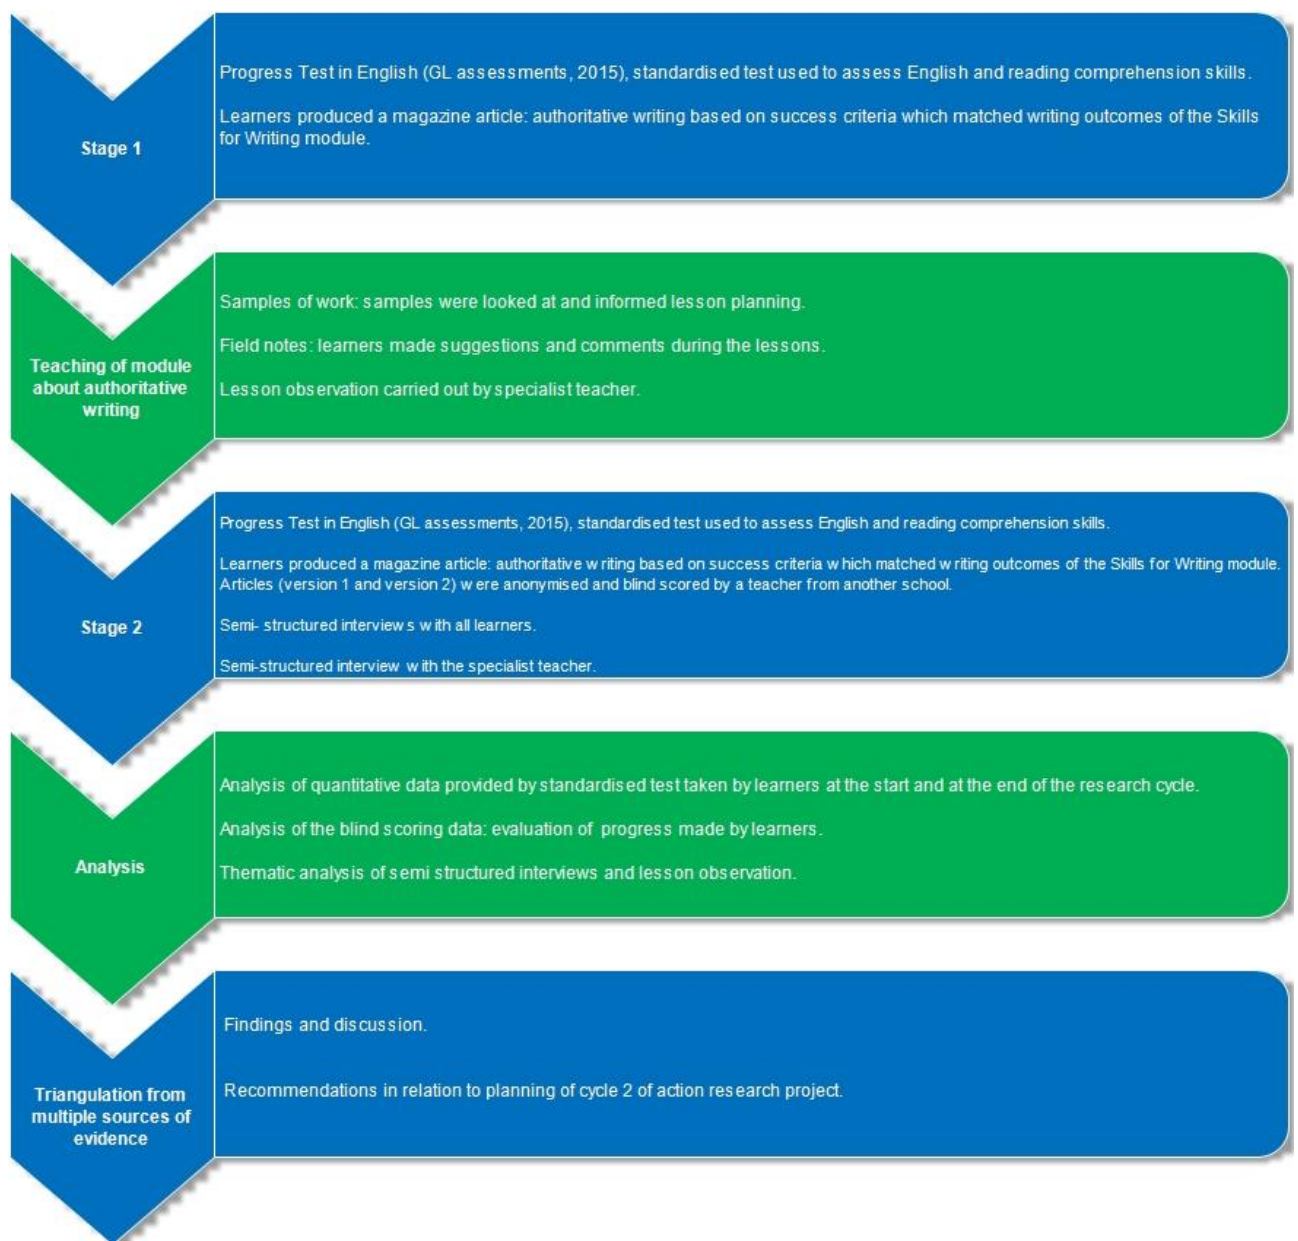 Stage 1
Progress Test in English (GL assessments, 2015), standardised test used to assess English and reading comprehension skills.
Learners produced a magazine article: authoritative writing based on success criteria which matched writing outcomes of the Skills
for Writing module.
Teaching of module
about authoritative
writing
Samples of work: samples were looked at and informed lesson planning.
Field notes: learners made suggestions and comments during the lessons.
Lesson observation carried out by specialist teacher.
Stage 2
Progress Test in English (GL assessments, 2015), standardised test used to assess English and reading comprehension skills.
Learners produced a magazine article: authoritative writing based on success criteria which matched writing outcomes of the Skills for Writing module.
Articles (version 1 and version 2) were anonymised and blind scored by a teacher from another school.
Semi- structured interviews with all learners.
Semi-structured interview with the specialist teacher.
Analysis
Analysis of quantitative data provided by standardised test taken by learners at the start and at the end of the research cycle.
Analysis of the blind scoring data: evaluation of progress made by learners.
Thematic analysis of semi structured interviews and lesson observation.
Triangulation from
multiple sources of
evidence
Findings and discussion.
Recommendations in relation to planning of cycle 2 of action research project.